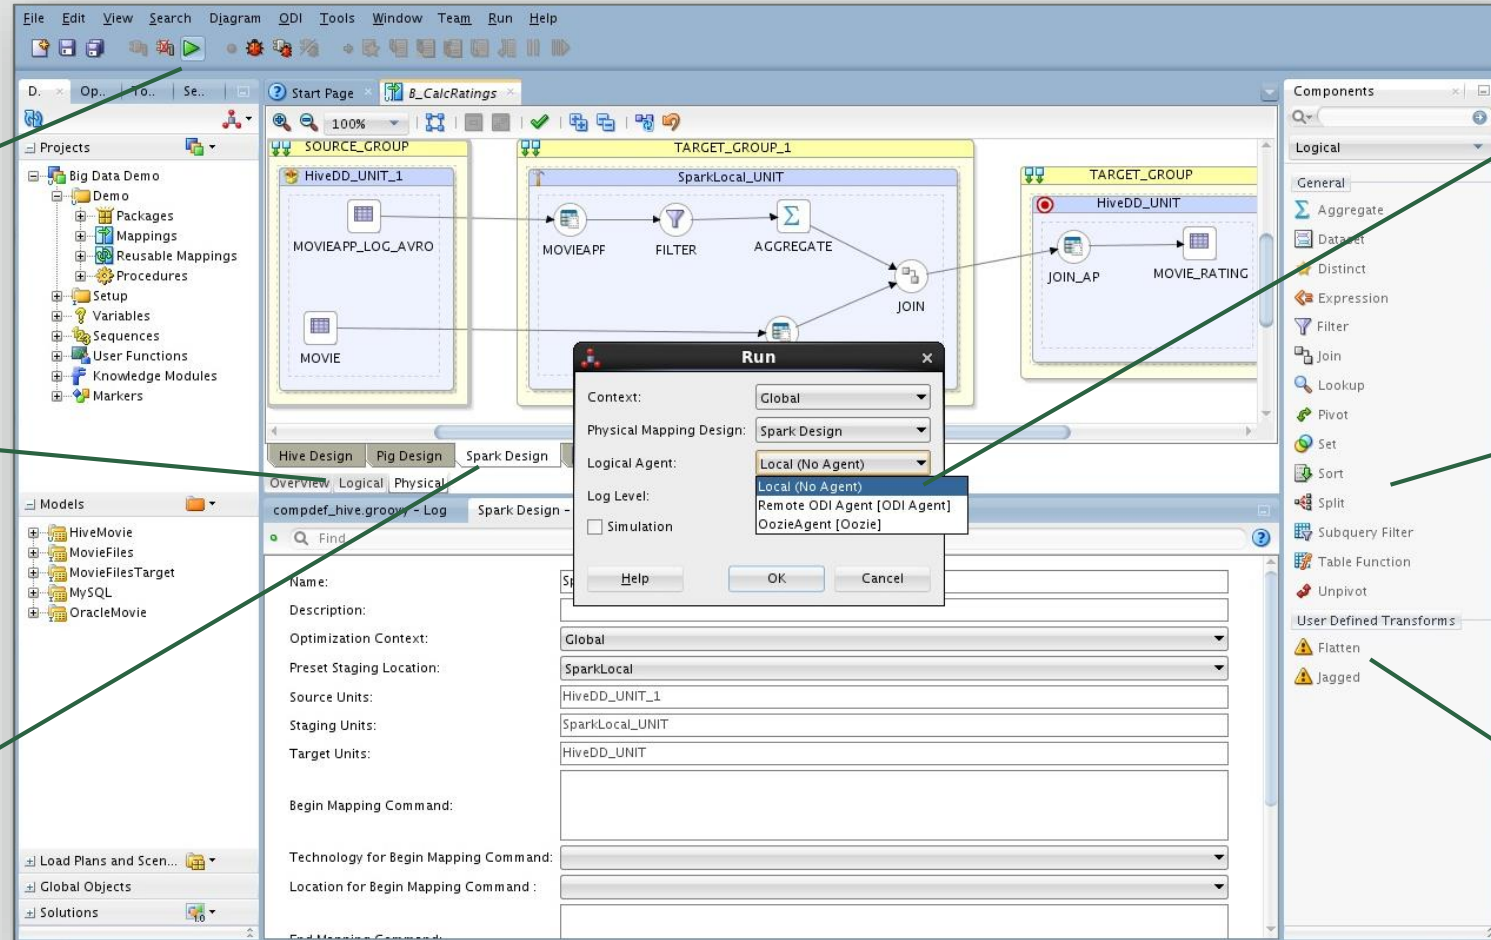 File Edit View Search Diagram ODI Tools Window Team Run Help
D. Op.. To.. Se..
Projects
Big Data Demo
Demo
Packages
Mappings
Reusable Mappings
Procedures
Setup
Variables
Sequences
User Functions
Knowledge Modules
Markers
Models
HiveMovie
MovieFiles
MovieFilesTarget
MySQL
OracleMovie
Load Plans and Scen...
Global Objects
Solutions
1.0
Start Page B_CalcRatings
100%
SOURCE_GROUP
HiveDD_UNIT_1
MOVIEAPP_LOG_AVRO
MOVIE
TARGET_GROUP_1
SparkLocal_UNIT
MOVIEAPF
FILTER
AGGREGATE
JOIN
TARGET_GROUP
HiveDD_UNIT
JOIN_AP
MOVIE_RATING
Run
Context: Global
Physical Mapping Design: Spark Design
Logical Agent: Local (No Agent)
Local (No Agent)
Remote ODI Agent [ODI Agent]
OozieAgent [Oozie]
Log Level:
Simulation
Help OK Cancel
Hive Design Pig Design Spark Design
Overview Logical Physical
compdef_hive.groovy - Log Spark Design -
Find
Name: Sp
Description:
Optimization Context: Global
Preset Staging Location: SparkLocal
Source Units: HiveDD_UNIT_1
Staging Units: SparkLocal_UNIT
Target Units: HiveDD_UNIT
Begin Mapping Command:
Technology for Begin Mapping Command:
Location for Begin Mapping Command :
End Mapping Command:
Components
Logical
General
Aggregate
Dataset
Distinct
Expression
Filter
Join
Lookup
Pivot
Set
Sort
Split
Subquery Filter
Table Function
Unpivot
User Defined Transforms
Flatten
Jagged